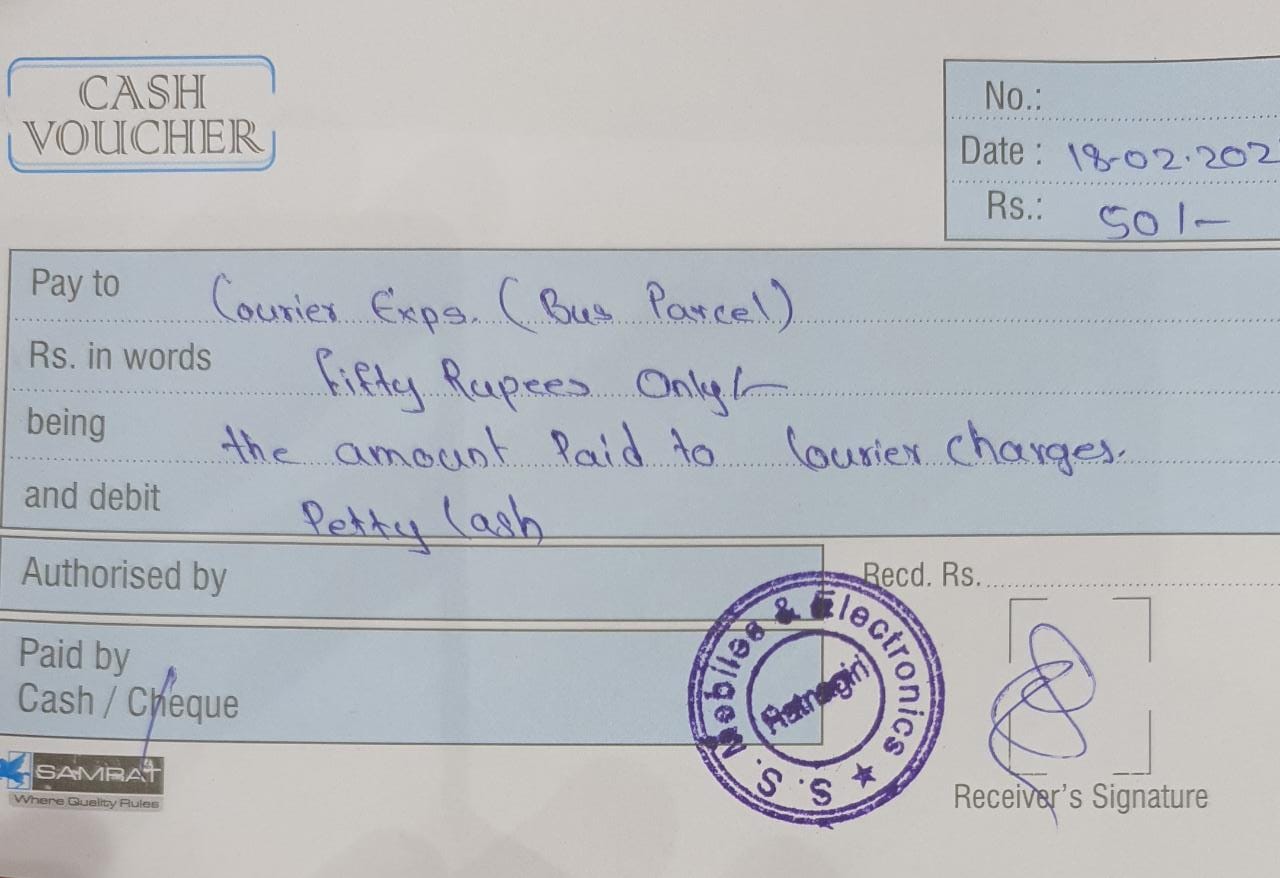 CASH
VOUCHER
No.:
Date : 18-02-202
Rs.: 50/-
Pay to Courier Exps. (Bus Parcel)
Rs. in words fifty Rupees Only/-
being the amount Paid to Courier charges.
and debit Petty Cash
Authorised by
Recd. Rs.
Paid by
Cash / Cheque
S. S. Mobiles & Electronics ★
Ratnagiri
SAMRAT
Where Quality Rules
Receiver's Signature